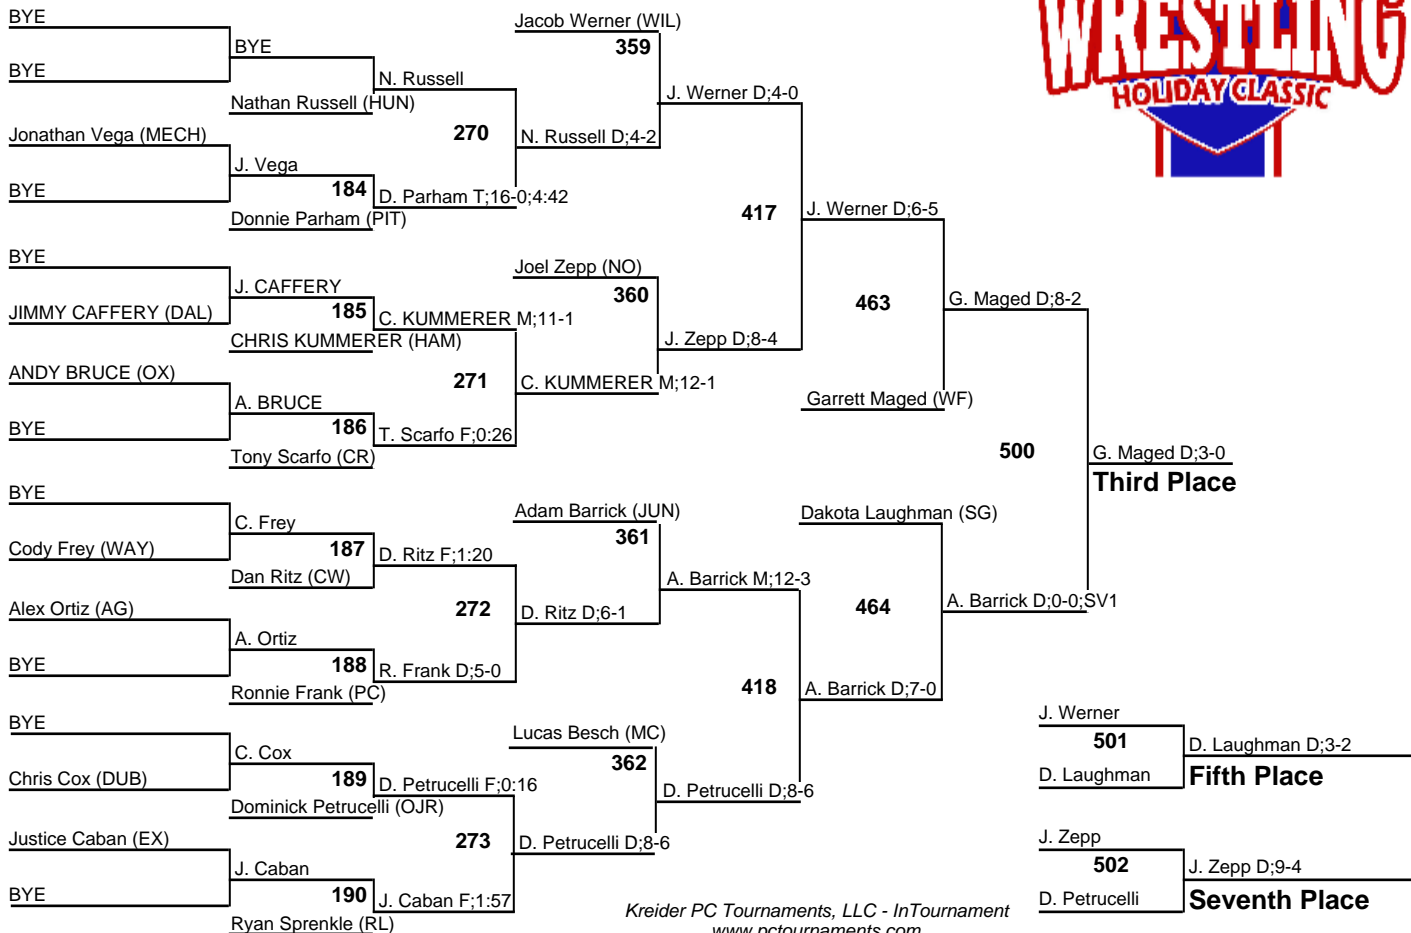 WRESTLING
HOLIDAY CLASSIC
BYE
BYE
BYE
Nathan Russell (HUN)
N. Russell
Jonathan Vega (MECH)
BYE
J. Vega
184
Donnie Parham (PIT)
D. Parham T;16-0;4:42
270
N. Russell D;4-2
Jacob Werner (WIL)
359
J. Werner D;4-0
BYE
JIMMY CAFFERY (DAL)
J. CAFFERY
185
CHRIS KUMMERER (HAM)
C. KUMMERER M;11-1
ANDY BRUCE (OX)
BYE
A. BRUCE
186
Tony Scarfo (CR)
T. Scarfo F;0:26
271
C. KUMMERER M;12-1
Joel Zepp (NO)
360
J. Zepp D;8-4
417
J. Werner D;6-5
463
Garrett Maged (WF)
G. Maged D;8-2
BYE
Cody Frey (WAY)
C. Frey
187
Dan Ritz (CW)
D. Ritz F;1:20
Alex Ortiz (AG)
BYE
A. Ortiz
188
Ronnie Frank (PC)
R. Frank D;5-0
272
D. Ritz D;6-1
Adam Barrick (JUN)
361
A. Barrick M;12-3
BYE
Chris Cox (DUB)
C. Cox
189
Dominick Petrucelli (OJR)
D. Petrucelli F;0:16
Justice Caban (EX)
BYE
J. Caban
190
Ryan Sprenkle (RL)
J. Caban F;1:57
273
D. Petrucelli D;8-6
Lucas Besch (MC)
362
D. Petrucelli D;8-6
418
A. Barrick D;7-0
Dakota Laughman (SG)
464
A. Barrick D;0-0;SV1
500
G. Maged D;3-0
Third Place
J. Werner
501
D. Laughman
D. Laughman D;3-2
Fifth Place
J. Zepp
502
D. Petrucelli
J. Zepp D;9-4
Seventh Place
Kreider PC Tournaments, LLC - InTournament
www.pctournaments.com